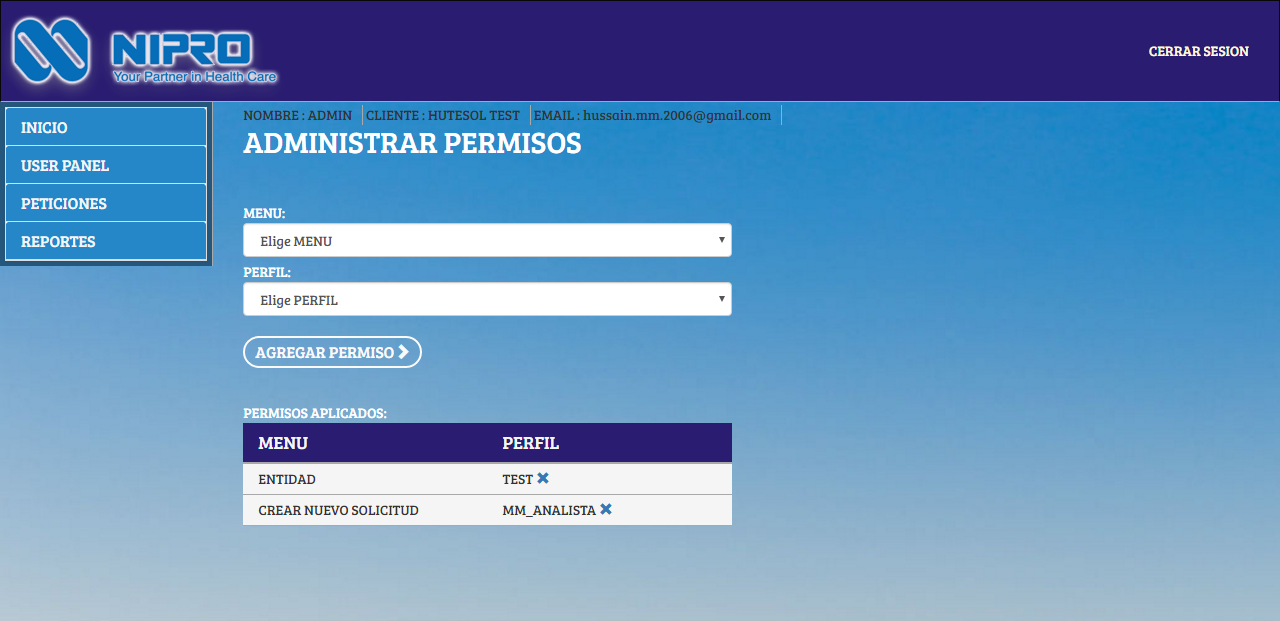 NIPRO
Your Partner in Health Care
CERRAR SESION
INICIO
USER PANEL
PETICIONES
REPORTES
NOMBRE : ADMIN CLIENTE : HUTESOL TEST EMAIL : hussain.mm.2006@gmail.com
ADMINISTRAR PERMISOS
MENU:
Elige MENU
PERFIL:
Elige PERFIL
AGREGAR PERMISO
PERMISOS APLICADOS:
MENU PERFIL
ENTIDAD TEST
CREAR NUEVO SOLICITUD MM_ANALISTA